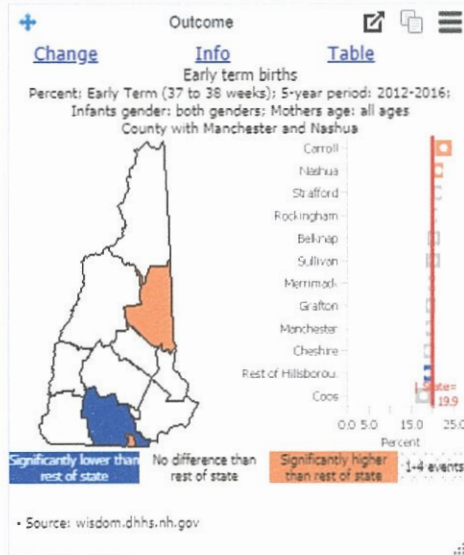 Outcome
Change Info Table
Early term births
Percent: Early Term (37 to 38 weeks); 5-year period: 2012-2016;
Infants gender: both genders; Mothers age: all ages
County with Manchester and Nashua
Carroll
Nashua
Strafford
Rockingham
Belknap
Sullivan
Merrimack
Grafton
Manchester
Cheshire
Rest of Hillsborou.
Coos
State=
19.9
0.0 5.0 15.0 25.0
Percent
Significantly lower than
rest of state
No difference than
rest of state
Significantly higher
than rest of state
1-4 events
• Source: wisdom.dhhs.nh.gov